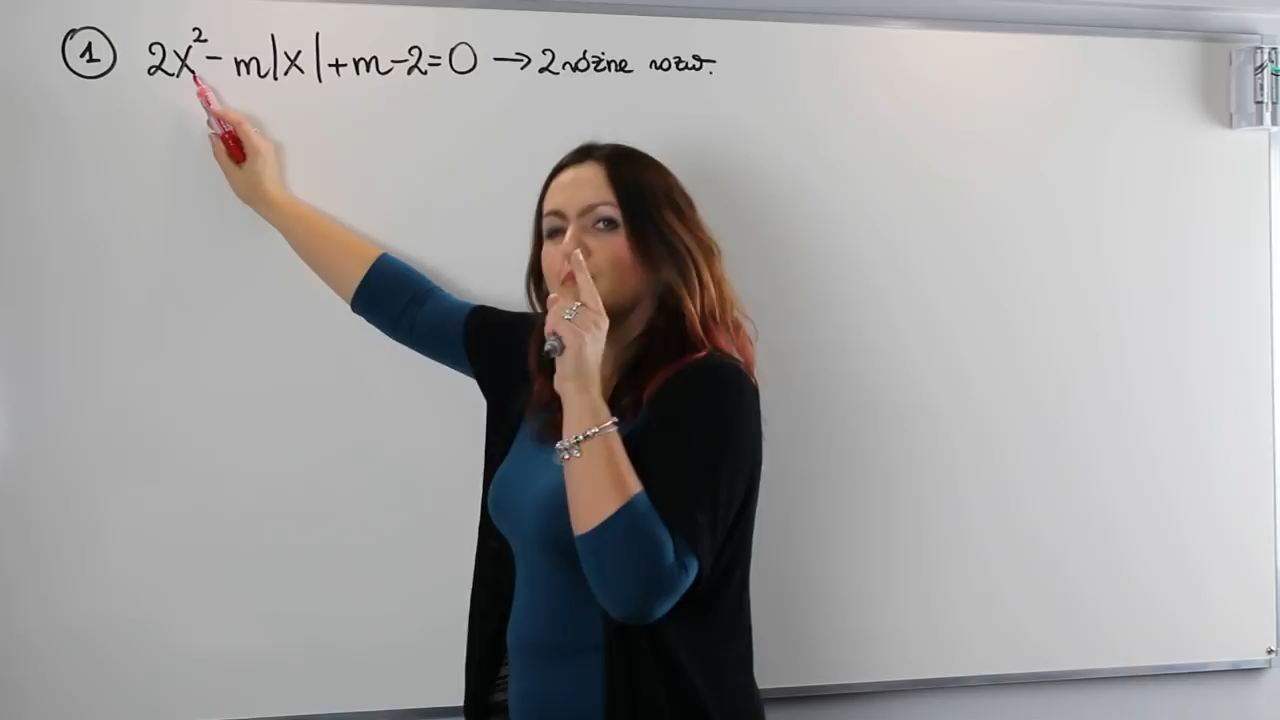 ① 2x² - m|x| + m - 2 = 0 → 2 różne rozw.